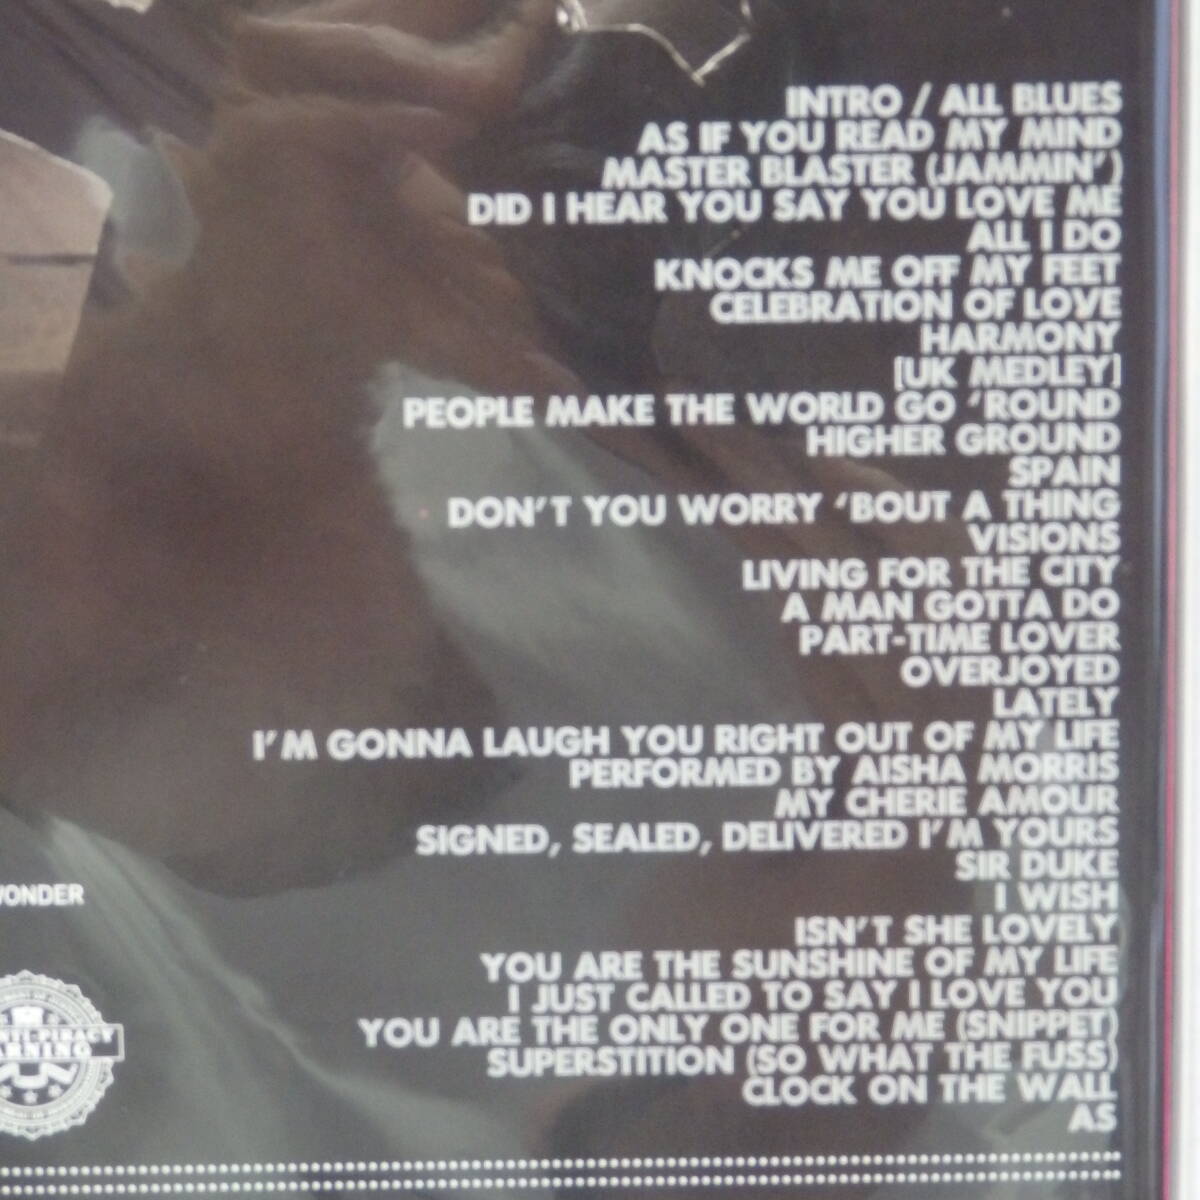 INTRO / ALL BLUES
AS IF YOU READ MY MIND
MASTER BLASTER (JAMMIN')
DID I HEAR YOU SAY YOU LOVE ME
ALL I DO
KNOCKS ME OFF MY FEET
CELEBRATION OF LOVE
HARMONY
[UK MEDLEY]
PEOPLE MAKE THE WORLD GO 'ROUND
HIGHER GROUND
SPAIN
DON'T YOU WORRY 'BOUT A THING
VISIONS
LIVING FOR THE CITY
A MAN GOTTA DO
PART-TIME LOVER
OVERJOYED
LATELY
I'M GONNA LAUGH YOU RIGHT OUT OF MY LIFE
PERFORMED BY AISHA MORRIS
MY CHERIE AMOUR
SIGNED, SEALED, DELIVERED I'M YOURS
SIR DUKE
I WISH
ISN'T SHE LOVELY
YOU ARE THE SUNSHINE OF MY LIFE
I JUST CALLED TO SAY I LOVE YOU
YOU ARE THE ONLY ONE FOR ME (SNIPPET)
SUPERSTITION (SO WHAT THE FUSS)
CLOCK ON THE WALL
AS
WONDER
NTI-PIRACY
ARNING